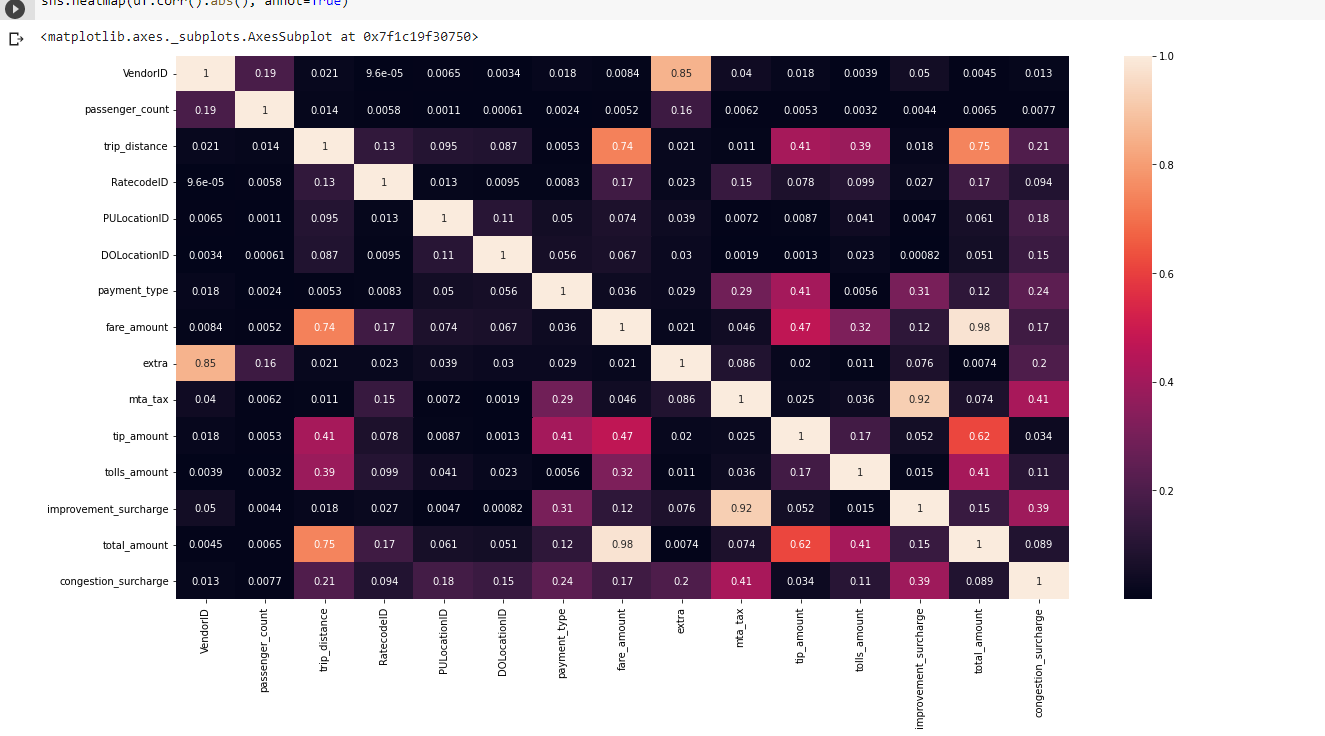 sns.heatmap(df.corr().abs(), annot=True)
<matplotlib.axes._subplots.AxesSubplot at 0x7f1c19f30750>
VendorID 1 0.19 0.021 9.6e-05 0.0065 0.0034 0.018 0.0084 0.85 0.04 0.018 0.0039 0.05 0.0045 0.013
passenger_count 0.19 1 0.014 0.0058 0.0011 0.00061 0.0024 0.0052 0.16 0.0062 0.0053 0.0032 0.0044 0.0065 0.0077
trip_distance 0.021 0.014 1 0.13 0.095 0.087 0.0053 0.74 0.021 0.011 0.41 0.39 0.018 0.75 0.21
RatecodeID 9.6e-05 0.0058 0.13 1 0.013 0.0095 0.0083 0.17 0.023 0.15 0.078 0.099 0.027 0.17 0.094
PULocationID 0.0065 0.0011 0.095 0.013 1 0.11 0.05 0.074 0.039 0.0072 0.0087 0.041 0.0047 0.061 0.18
DOLocationID 0.0034 0.00061 0.087 0.0095 0.11 1 0.056 0.067 0.03 0.0019 0.0013 0.023 0.00082 0.051 0.15
payment_type 0.018 0.0024 0.0053 0.0083 0.05 0.056 1 0.036 0.029 0.29 0.41 0.0056 0.31 0.12 0.24
fare_amount 0.0084 0.0052 0.74 0.17 0.074 0.067 0.036 1 0.021 0.046 0.47 0.32 0.12 0.98 0.17
extra 0.85 0.16 0.021 0.023 0.039 0.03 0.029 0.021 1 0.086 0.02 0.011 0.076 0.0074 0.2
mta_tax 0.04 0.0062 0.011 0.15 0.0072 0.0019 0.29 0.046 0.086 1 0.025 0.036 0.92 0.074 0.41
tip_amount 0.018 0.0053 0.41 0.078 0.0087 0.0013 0.41 0.47 0.02 0.025 1 0.17 0.052 0.62 0.034
tolls_amount 0.0039 0.0032 0.39 0.099 0.041 0.023 0.0056 0.32 0.011 0.036 0.17 1 0.015 0.41 0.11
improvement_surcharge 0.05 0.0044 0.018 0.027 0.0047 0.00082 0.31 0.12 0.076 0.92 0.052 0.015 1 0.15 0.39
total_amount 0.0045 0.0065 0.75 0.17 0.061 0.051 0.12 0.98 0.0074 0.074 0.62 0.41 0.15 1 0.089
congestion_surcharge 0.013 0.0077 0.21 0.094 0.18 0.15 0.24 0.17 0.2 0.41 0.034 0.11 0.39 0.089 1
VendorID
passenger_count
trip_distance
RatecodeID
PULocationID
DOLocationID
payment_type
fare_amount
extra
mta_tax
tip_amount
tolls_amount
improvement_surcharge
total_amount
congestion_surcharge
1.0
0.8
0.6
0.4
0.2